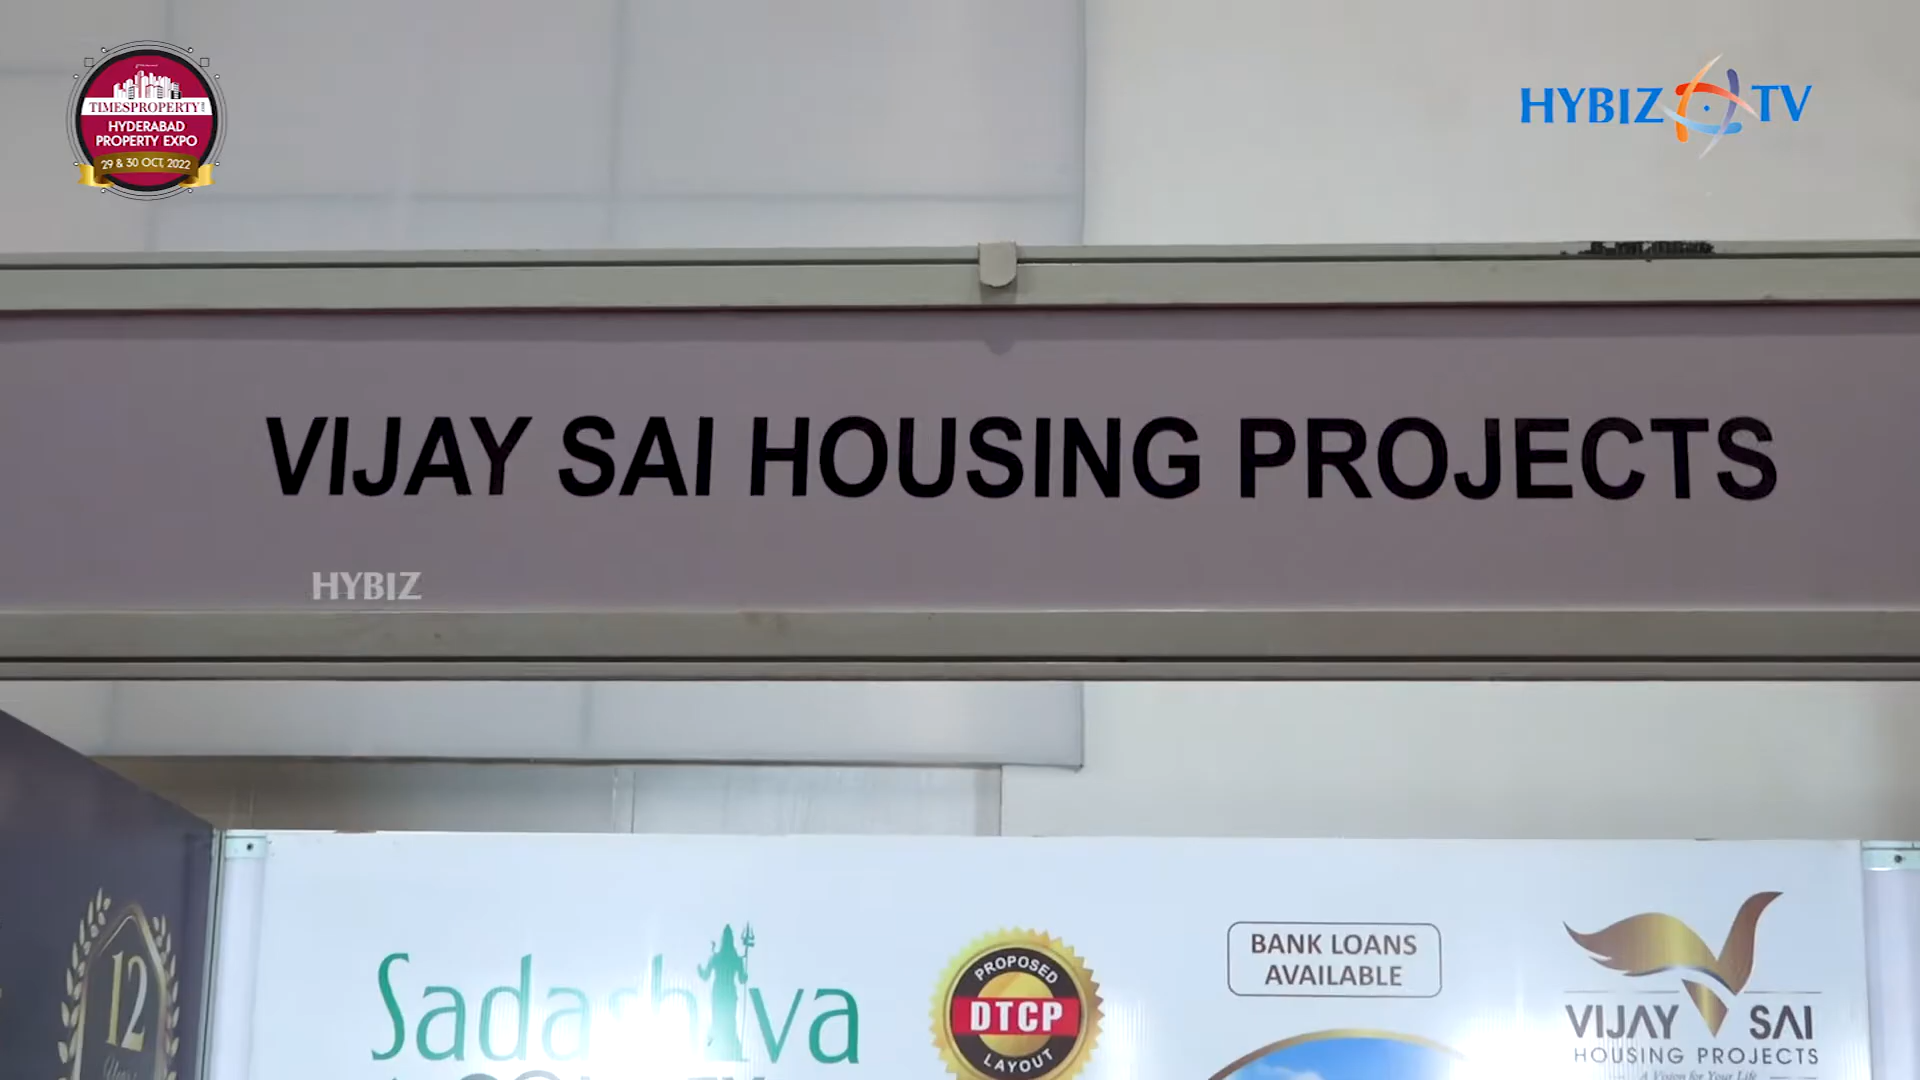 TIMESPROPERTY
HYDERABAD
PROPERTY EXPO
29 & 30 OCT, 2022
HYBIZ TV
VIJAY SAI HOUSING PROJECTS
HYBIZ
12
Sadashiva
PROPOSED
DTCP
LAYOUT
BANK LOANS
AVAILABLE
VIJAY SAI
HOUSING PROJECTS
A Vision for Your Life